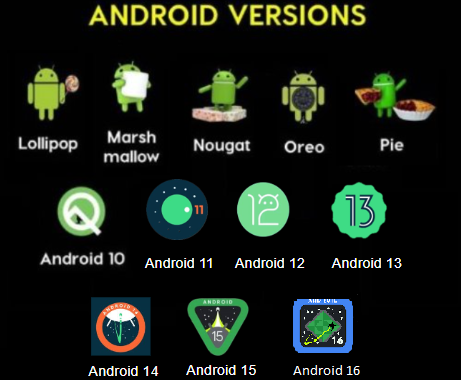 ANDROID VERSIONS
Lollipop
Marsh
mallow
Nougat
Oreo
Pie
Q
11
12
13
Android 10
Android 11
Android 12
Android 13
ANDROID 14
ANDROID
15
16
Android 14
Android 15
Android 16